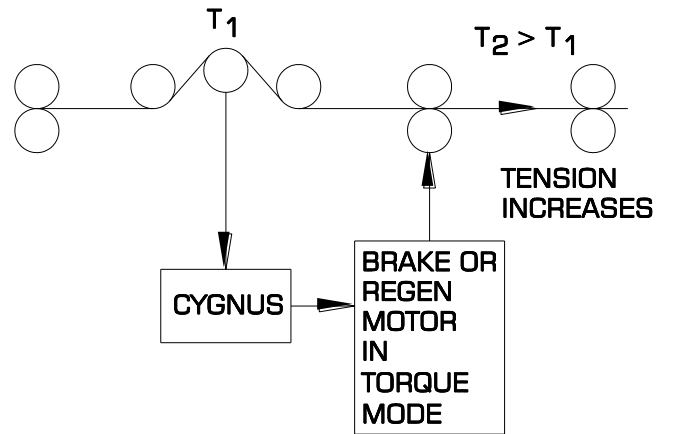 T1
T2 > T1
TENSION
INCREASES
CYGNUS
BRAKE OR
REGEN
MOTOR
IN
TORQUE
MODE